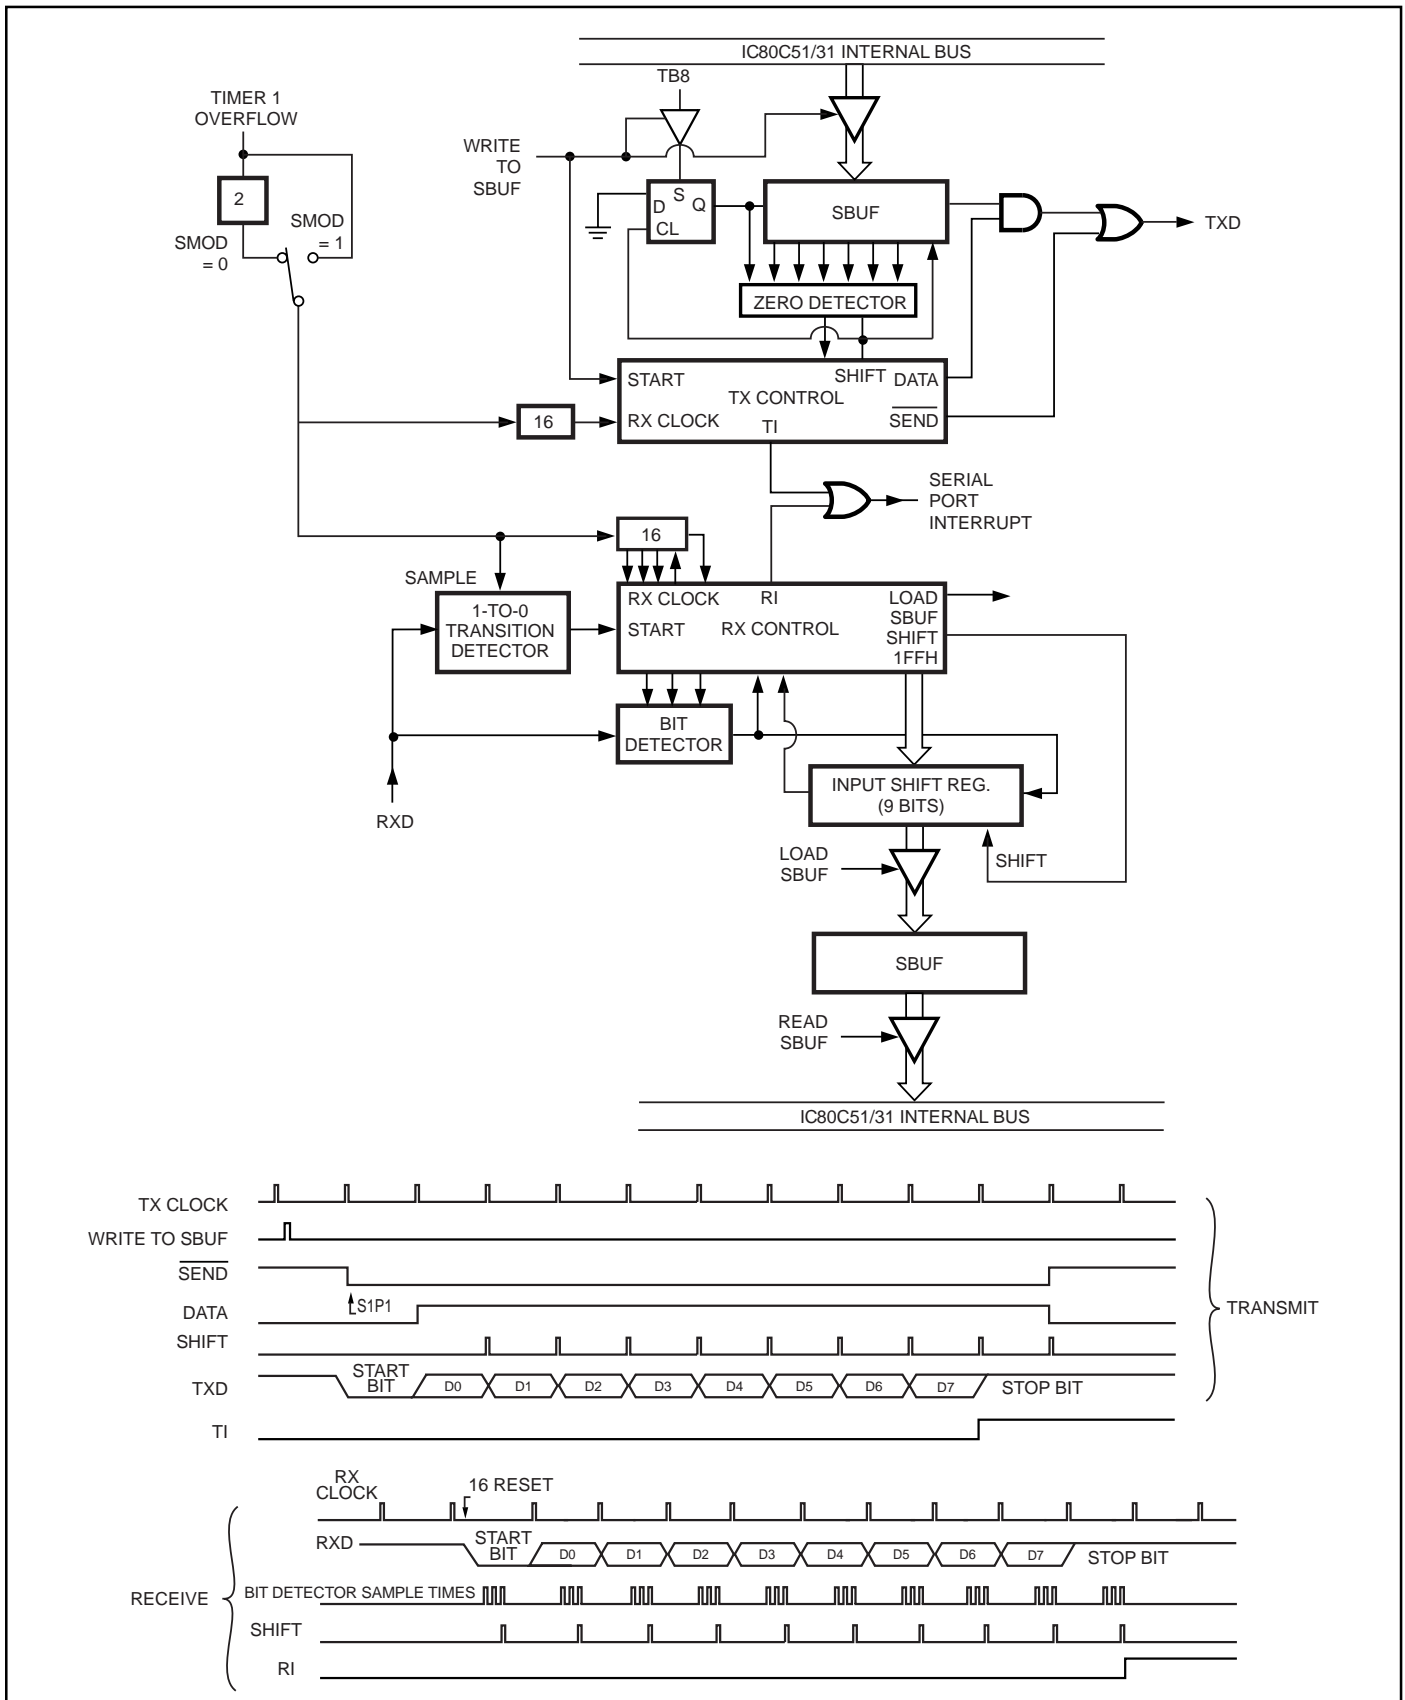 IC80C51/31 INTERNAL BUS
TB8
TIMER 1
OVERFLOW
WRITE
TO
SBUF
2
SMOD
= 1
SMOD
= 0
S
D
Q
CL
SBUF
TXD
ZERO DETECTOR
START
SHIFT
DATA
TX CONTROL
RX CLOCK
TI
SEND
16
SERIAL
PORT
INTERRUPT
16
SAMPLE
1-TO-0
TRANSITION
DETECTOR
RX CLOCK
RI
LOAD
SBUF
START
RX CONTROL
SHIFT
1FFH
BIT
DETECTOR
RXD
INPUT SHIFT REG.
(9 BITS)
LOAD
SBUF
SHIFT
SBUF
READ
SBUF
IC80C51/31 INTERNAL BUS
TX CLOCK
WRITE TO SBUF
SEND
S1P1
DATA
TRANSMIT
SHIFT
START
BIT
TXD
D0 D1 D2 D3 D4 D5 D6 D7
STOP BIT
TI
RX
CLOCK
16 RESET
RXD
START
BIT
D0 D1 D2 D3 D4 D5 D6 D7
STOP BIT
RECEIVE
BIT DETECTOR SAMPLE TIMES
SHIFT
RI